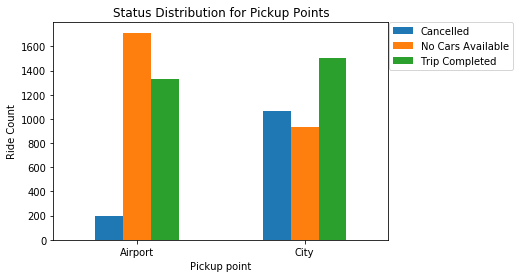 Status Distribution for Pickup Points
Cancelled
No Cars Available
Trip Completed
Ride Count
1600
1400
1200
1000
800
600
400
200
0
Airport
City
Pickup point